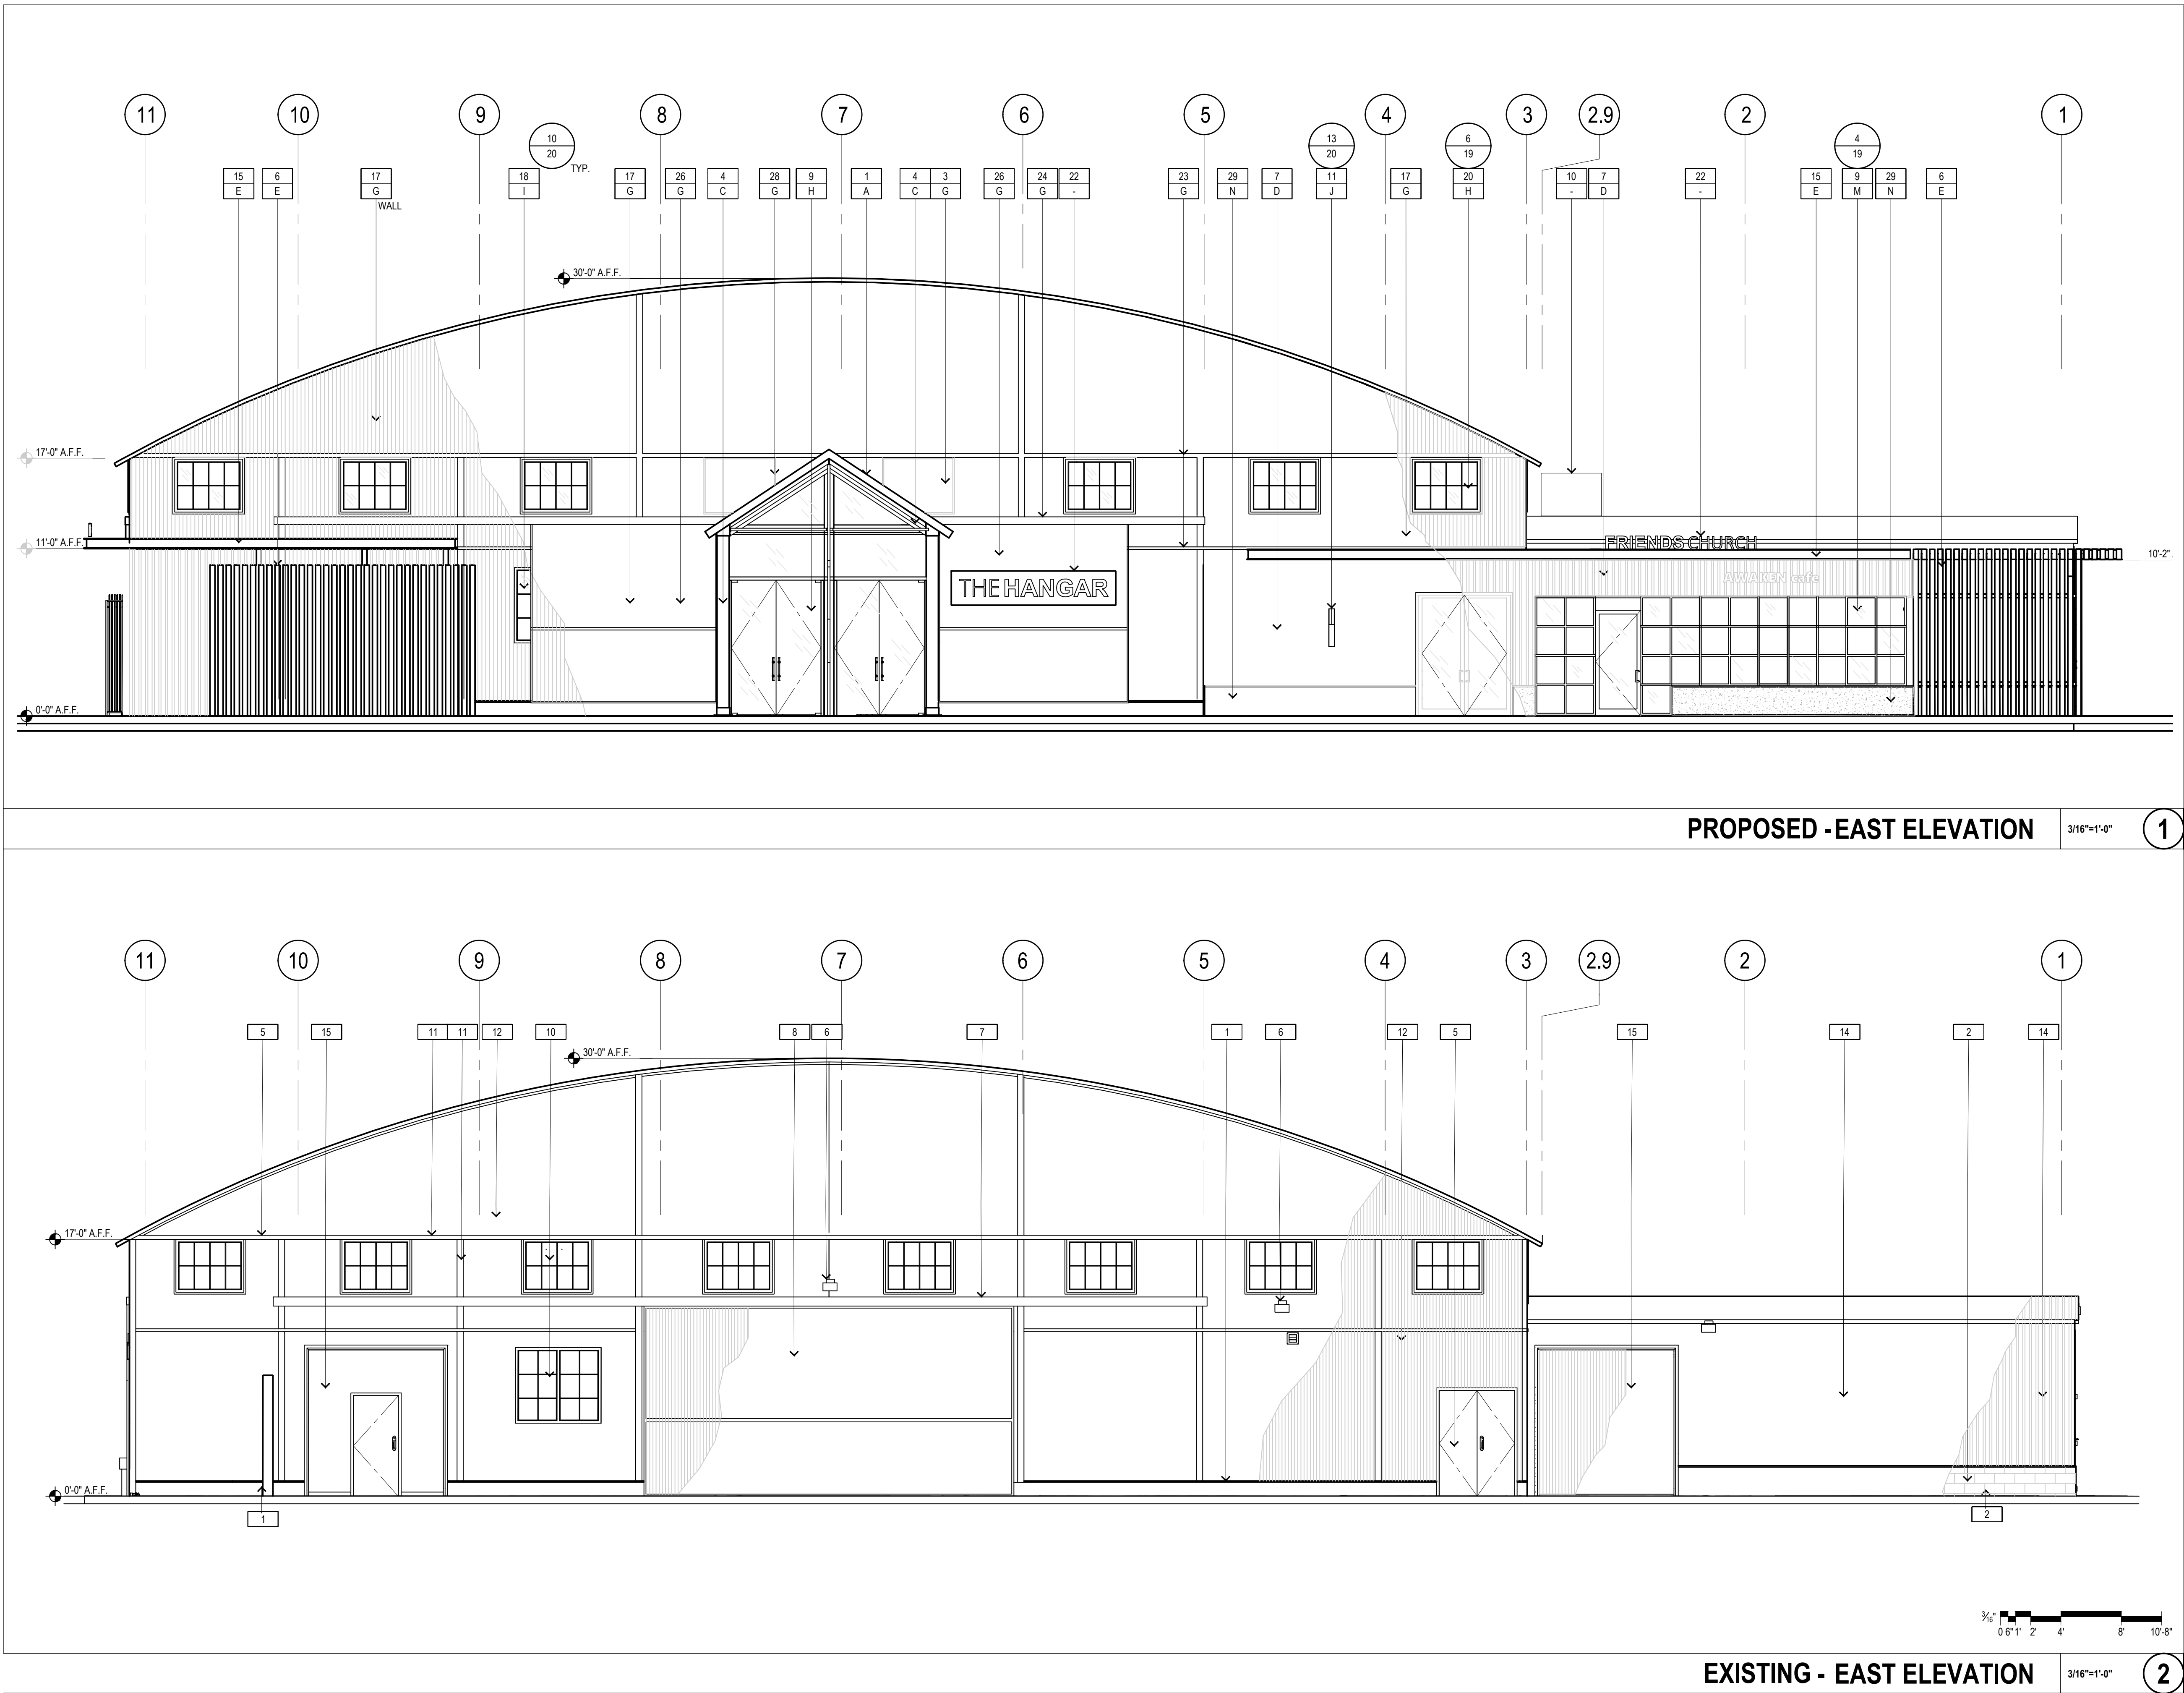 11 10 9 8 7 6 5 4 3 2.9 2 1
10 13 6 4
20 TYP. 20 19 19
15 6 17 18 17 26 4 28 9 1 4 3 26 24 22 23 29 7 11 17 20 10 7 22 15 9 29 6
E E G I G G C G H A C G G G - G N D J G H - D - E M N E
WALL
30'-0" A.F.F.
17'-0" A.F.F.
11'-0" A.F.F.
FRIENDS CHURCH
10'-2"
AWAKEN cafe
THE HANGAR
0'-0" A.F.F.
PROPOSED - EAST ELEVATION 3/16"=1'-0" 1
11 10 9 8 7 6 5 4 3 2.9 2 1
5 15 11 11 12 10 8 6 7 1 6 12 5 15 14 2 14
30'-0" A.F.F.
17'-0" A.F.F.
0'-0" A.F.F.
1 2
3/16"
0 6" 1' 2' 4' 8' 10'-8"
EXISTING - EAST ELEVATION 3/16"=1'-0" 2